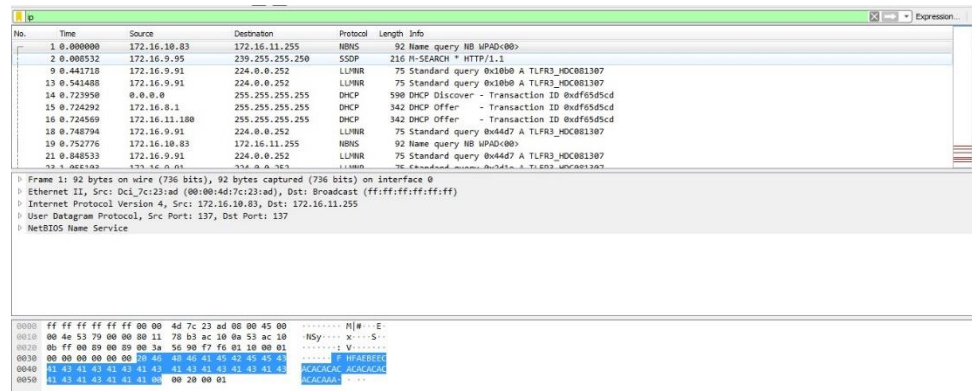 ip
Expression...
No. Time Source Destination Protocol Length Info
1 0.000000 172.16.10.83 172.16.11.255 NBNS 92 Name query NB WPAD<00>
2 0.008532 172.16.9.95 239.255.255.250 SSDP 216 M-SEARCH * HTTP/1.1
9 0.441718 172.16.9.91 224.0.0.252 LLMNR 75 Standard query 0x10b0 A TLFR3_HDC081307
13 0.541488 172.16.9.91 224.0.0.252 LLMNR 75 Standard query 0x10b0 A TLFR3_HDC081307
14 0.723950 0.0.0.0 255.255.255.255 DHCP 590 DHCP Discover - Transaction ID 0xdf65d5cd
15 0.724292 172.16.8.1 255.255.255.255 DHCP 342 DHCP Offer - Transaction ID 0xdf65d5cd
16 0.724569 172.16.11.180 255.255.255.255 DHCP 342 DHCP Offer - Transaction ID 0xdf65d5cd
18 0.748794 172.16.9.91 224.0.0.252 LLMNR 75 Standard query 0x44d7 A TLFR3_HDC081307
19 0.752776 172.16.10.83 172.16.11.255 NBNS 92 Name query NB WPAD<00>
21 0.848533 172.16.9.91 224.0.0.252 LLMNR 75 Standard query 0x44d7 A TLFR3_HDC081307
Frame 1: 92 bytes on wire (736 bits), 92 bytes captured (736 bits) on interface 0
Ethernet II, Src: Dci_7c:23:ad (00:00:4d:7c:23:ad), Dst: Broadcast (ff:ff:ff:ff:ff:ff)
Internet Protocol Version 4, Src: 172.16.10.83, Dst: 172.16.11.255
User Datagram Protocol, Src Port: 137, Dst Port: 137
NetBIOS Name Service
0000 ff ff ff ff ff ff 00 00 4d 7c 23 ad 08 00 45 00 ········ M|#···E·
0010 00 4e 53 79 00 00 80 11 78 b3 ac 10 0a 53 ac 10 ·NSy···· x····S··
0020 0b ff 00 89 00 89 00 3a 56 90 f7 f6 01 10 00 01 ·······: V·······
0030 00 00 00 00 00 00 20 46 48 46 41 45 42 45 45 43 ······ F HFAEBEEC
0040 41 43 41 43 41 43 41 43 41 43 41 43 41 43 41 43 ACACACAC ACACACAC
0050 41 43 41 43 41 41 41 00 00 20 00 01 ACACAAA· · ··